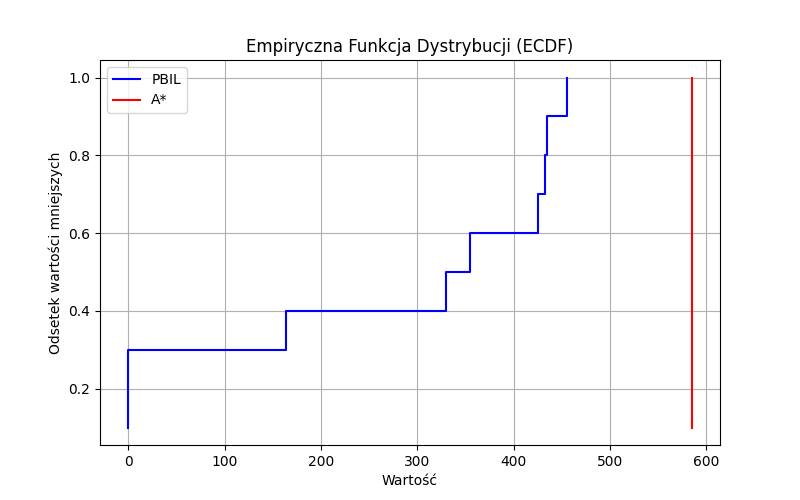 Empiryczna Funkcja Dystrybucji (ECDF)
PBIL
A*
1.0
0.8
0.6
0.4
0.2
Odsetek wartości mniejszych
0 100 200 300 400 500 600
Wartość